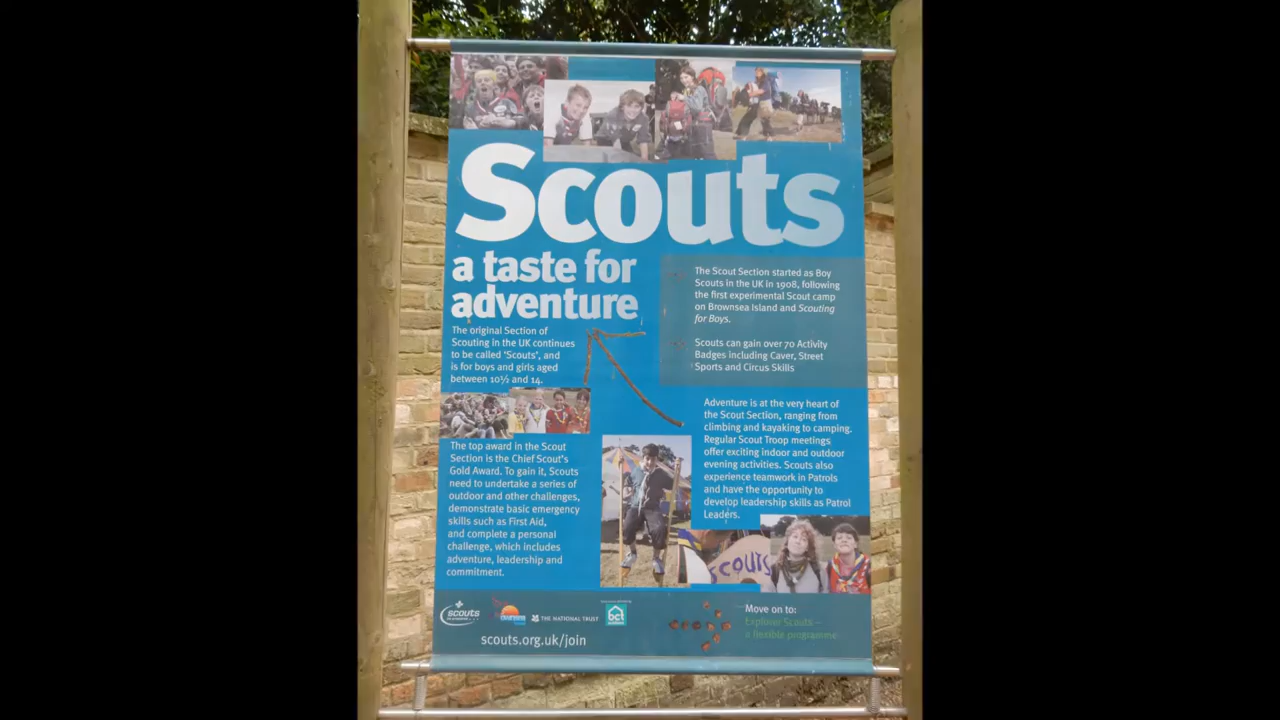 Scouts
a taste for
adventure
The original Section of
Scouting in the UK continues
to be called 'Scouts', and
is for boys and girls aged
between 10½ and 14.
The Scout Section started as Boy
Scouts in the UK in 1908, following
the first experimental Scout camp
on Brownsea Island and Scouting
for Boys.
Scouts can gain over 70 Activity
Badges including Caver, Street
Sports and Circus Skills
The top award in the Scout
Section is the Chief Scout's
Gold Award. To gain it, Scouts
need to undertake a series of
outdoor and other challenges,
demonstrate basic emergency
skills such as First Aid,
and complete a personal
challenge, which includes
adventure, leadership and
commitment.
Adventure is at the very heart of
the Scout Section, ranging from
climbing and kayaking to camping.
Regular Scout Troop meetings
offer exciting indoor and outdoor
evening activities. Scouts also
experience teamwork in Patrols
and have the opportunity to
develop leadership skills as Patrol
Leaders.
SCOUTS
scouts
THE NATIONAL TRUST
bct
scouts.org.uk/join
Move on to:
Explorer Scouts –
a flexible programme